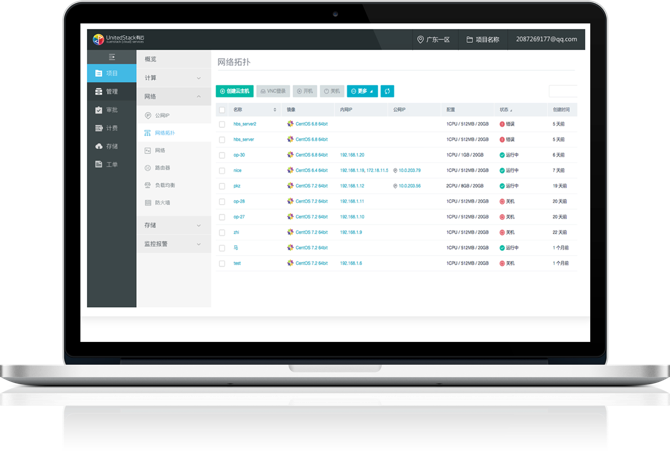 UnitedStack有云
广东一区 项目名称 2087269177@qq.com
项目
管理
审批
计费
存储
工单
概览
计算
网络
公网IP
网络拓扑
网络
路由器
负载均衡
防火墙
存储
监控报警
网络拓扑
创建云主机 VNC登录 开机 关机 更多
名称 镜像 内网IP 公网IP 配置 状态 创建时间
hbs_server2 CentOS 6.8 64bit 1CPU / 512MB / 20GB 错误 5 天前
hbs_server CentOS 6.8 64bit 1CPU / 512MB / 20GB 错误 5 天前
cp-30 CentOS 6.8 64bit 192.168.1.20 1CPU / 1GB / 20GB 运行中 6 天前
nice CentOS 6.4 64bit 192.168.1.18, 172.16.11.2 10.0.203.79 1CPU / 512MB / 20GB 运行中 7 天前
pkz CentOS 7.2 64bit 192.168.1.12 10.0.203.56 2CPU / 8GB / 20GB 运行中 18 天前
cp-28 CentOS 7.2 64bit 192.168.1.11 1CPU / 512MB / 20GB 关机 20 天前
cp-27 CentOS 7.2 64bit 192.168.1.10 1CPU / 512MB / 20GB 关机 20 天前
zhi CentOS 7.2 64bit 192.168.1.9 1CPU / 512MB / 20GB 关机 22 天前
马 CentOS 7.2 64bit 1CPU / 512MB / 20GB 运行中 1 个月前
test CentOS 7.2 64bit 192.168.1.6 1CPU / 512MB / 20GB 关机 1 个月前